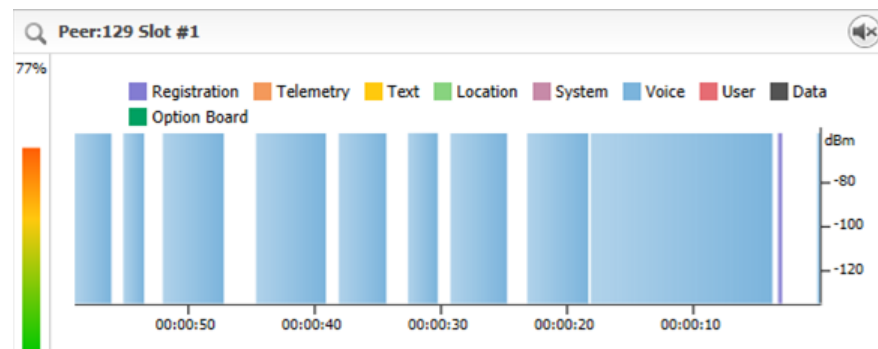 Peer:129 Slot #1
77%
Registration Telemetry Text Location System Voice User Data
Option Board
dBm
-80
-100
-120
00:00:50 00:00:40 00:00:30 00:00:20 00:00:10